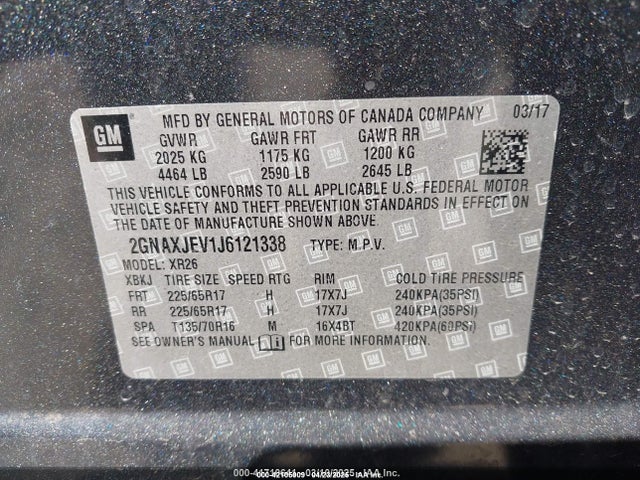 GM
MFD BY GENERAL MOTORS OF CANADA COMPANY 03/17
GVWR GAWR FRT GAWR RR
2025 KG 1175 KG 1200 KG
4464 LB 2590 LB 2645 LB
THIS VEHICLE CONFORMS TO ALL APPLICABLE U.S. FEDERAL MOTOR
VEHICLE SAFETY AND THEFT PREVENTION STANDARDS IN EFFECT ON
THE DATE OF MANUFACTURE SHOWN ABOVE.
2GNAXJEV1J6121338 TYPE: M.P.V.
MODEL: XR26
XBKJ TIRE SIZE SPEED RTG RIM COLD TIRE PRESSURE
FRT 225/65R17 H 17X7J 240KPA(35PSI)
RR 225/65R17 H 17X7J 240KPA(35PSI)
SPA T135/70R16 M 16X4BT 420KPA(60PSI)
SEE OWNER'S MANUAL FOR MORE INFORMATION.